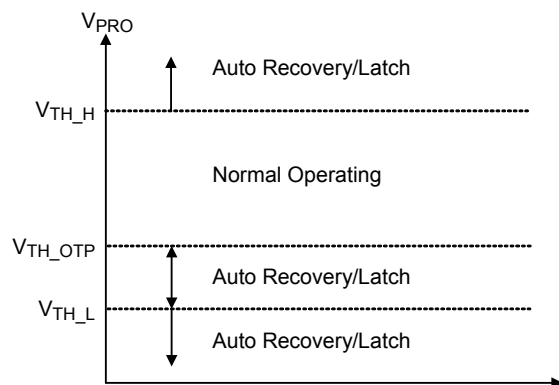 VPRO
Auto Recovery/Latch
VTH_H
Normal Operating
VTH_OTP
Auto Recovery/Latch
VTH_L
Auto Recovery/Latch